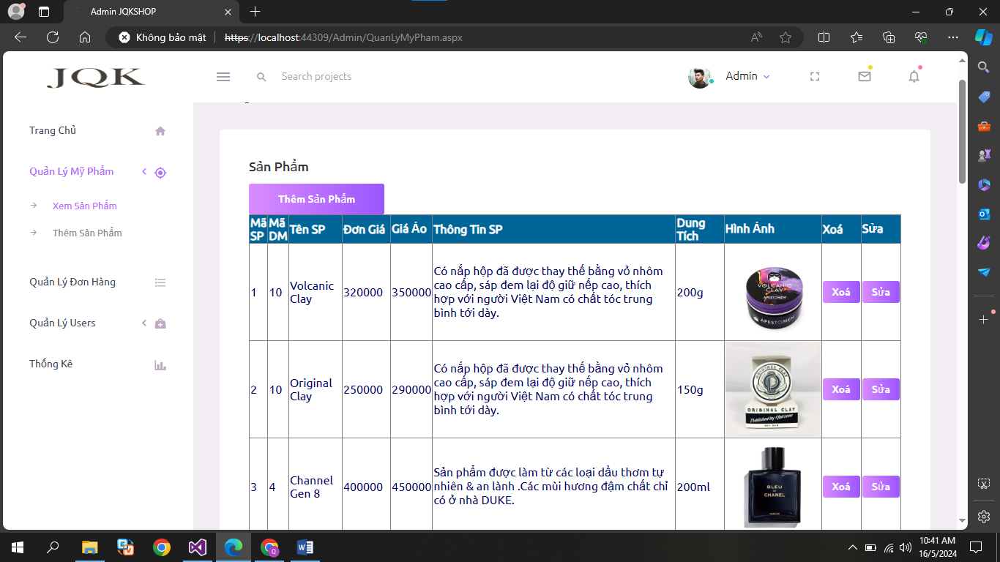 Admin JQKSHOP
Không bảo mật
https://localhost:44309/Admin/QuanLyMyPham.aspx
JQK
Search projects
Admin
Trang Chủ
Quản Lý Mỹ Phẩm
Xem Sản Phẩm
Thêm Sản Phẩm
Quản Lý Đơn Hàng
Quản Lý Users
Thống Kê
Sản Phẩm
Thêm Sản Phẩm
Mã SP Mã DM Tên SP Đơn Giá Giá Ảo Thông Tin SP Dung Tích Hình Ảnh Xoá Sửa
1 10 Volcanic Clay 320000 350000
Có nắp hộp đã được thay thế bằng vỏ nhôm
cao cấp, sáp đem lại độ giữ nếp cao, thích
hợp với người Việt Nam có chất tóc trung
bình tới dày.
200g
VOLCANIC
CLAY
APESTOMEN
APESTOMEN
Xoá Sửa
2 10 Original Clay 250000 290000
Có nắp hộp đã được thay thế bằng vỏ nhôm
cao cấp, sáp đem lại độ giữ nếp cao, thích
hợp với người Việt Nam có chất tóc trung
bình tới dày.
150g
ORIGINAL CLAY
Xoá Sửa
3 4 Channel Gen 8 400000 450000
Sản phẩm được làm từ các loại dầu thơm tự
nhiên & an lành .Các mùi hương đậm chất chỉ
có ở nhà DUKE.
200ml
BLEU
DE
CHANEL
Xoá Sửa
10:41 AM
16/5/2024